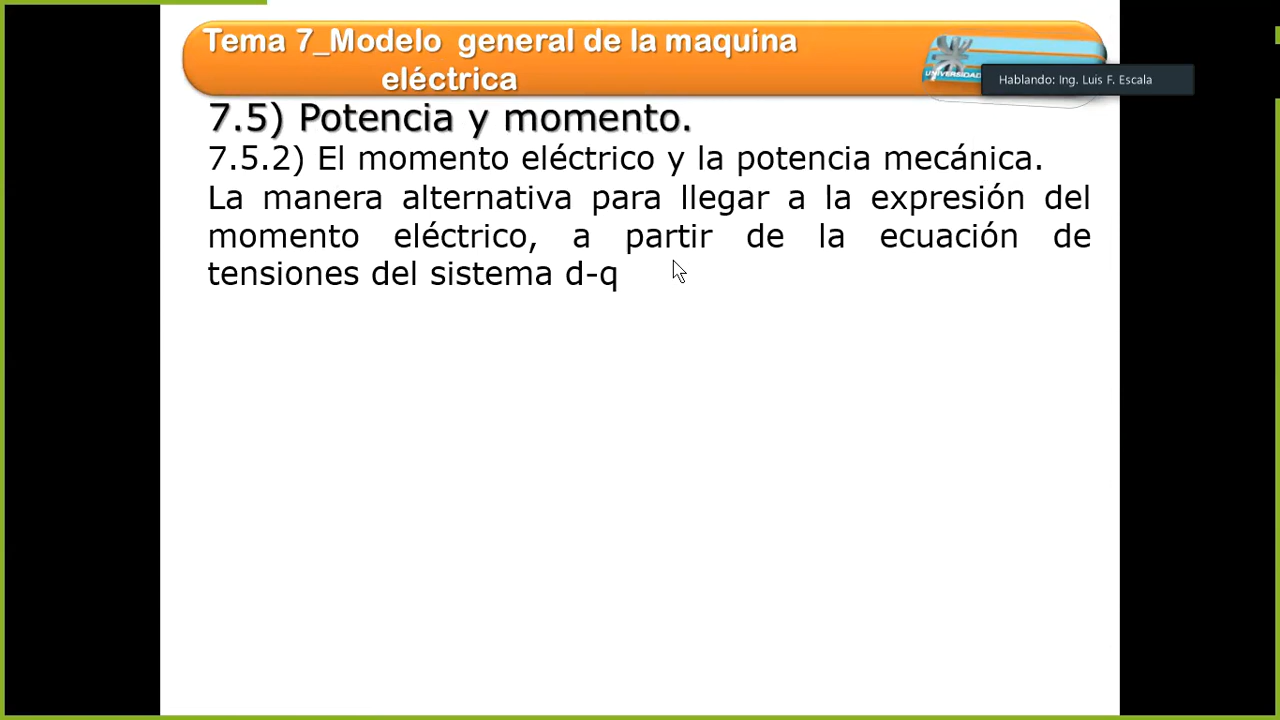 Tema 7_Modelo general de la maquina
eléctrica
UNIVERSIDAD
Hablando: Ing. Luis F. Escala
7.5) Potencia y momento.
7.5.2) El momento eléctrico y la potencia mecánica.
La manera alternativa para llegar a la expresión del
momento eléctrico, a partir de la ecuación de
tensiones del sistema d-q